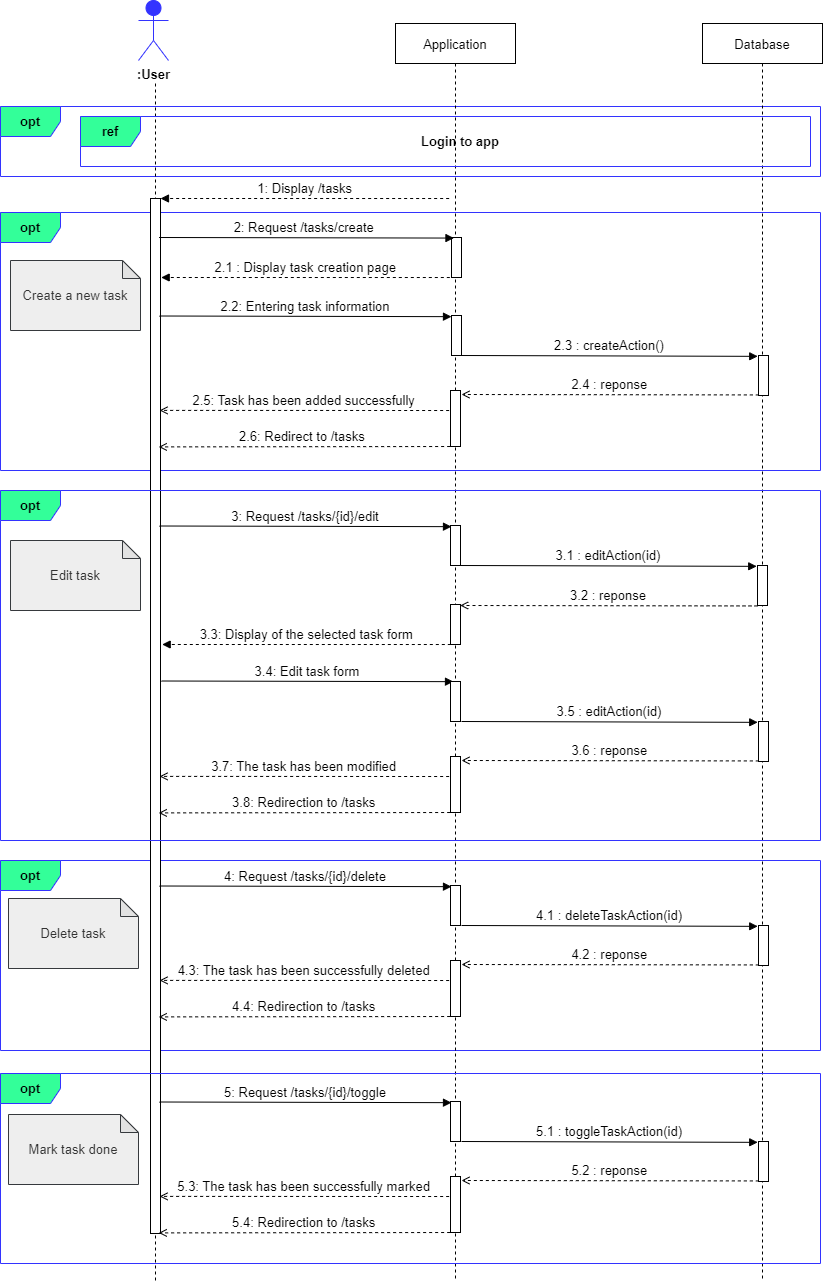 :User
Application
Database
opt
ref
Login to app
1: Display /tasks
opt
2: Request /tasks/create
2.1 : Display task creation page
Create a new task
2.2: Entering task information
2.3 : createAction()
2.4 : reponse
2.5: Task has been added successfully
2.6: Redirect to /tasks
opt
3: Request /tasks/{id}/edit
3.1 : editAction(id)
Edit task
3.2 : reponse
3.3: Display of the selected task form
3.4: Edit task form
3.5 : editAction(id)
3.6 : reponse
3.7: The task has been modified
3.8: Redirection to /tasks
opt
4: Request /tasks/{id}/delete
4.1 : deleteTaskAction(id)
Delete task
4.2 : reponse
4.3: The task has been successfully deleted
4.4: Redirection to /tasks
opt
5: Request /tasks/{id}/toggle
5.1 : toggleTaskAction(id)
Mark task done
5.2 : reponse
5.3: The task has been successfully marked
5.4: Redirection to /tasks